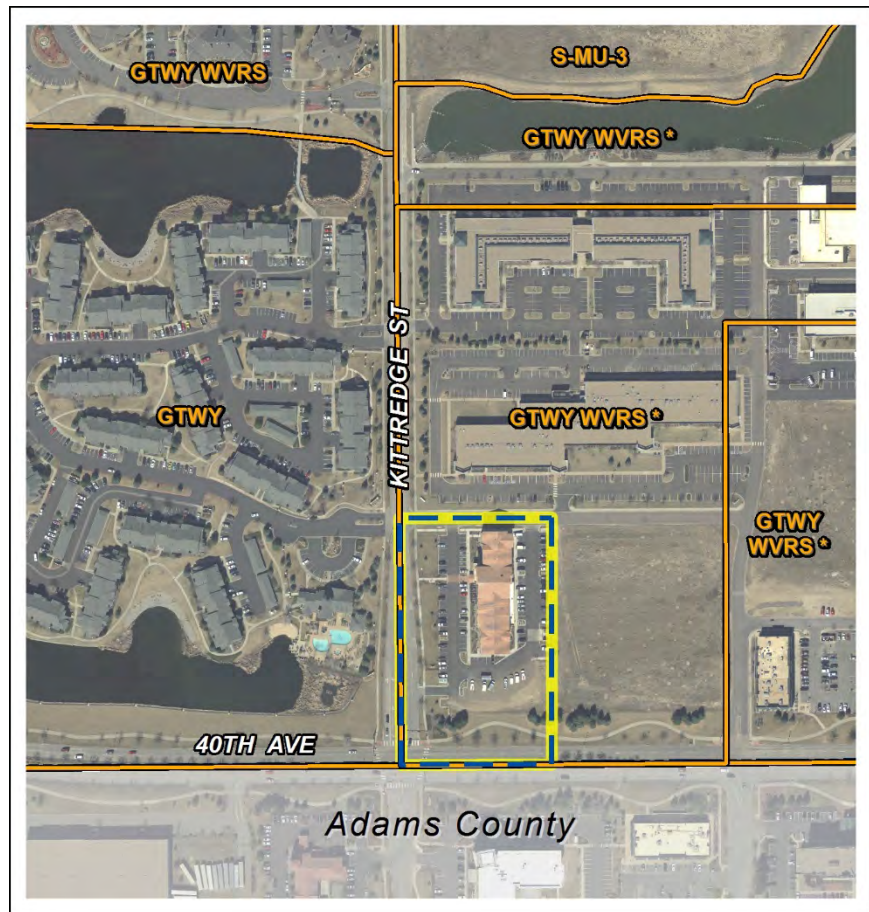 GTWY WVRS
S-MU-3
GTWY WVRS *
KITTREDGE ST
GTWY
GTWY WVRS *
GTWY
WVRS *
40TH AVE
Adams County